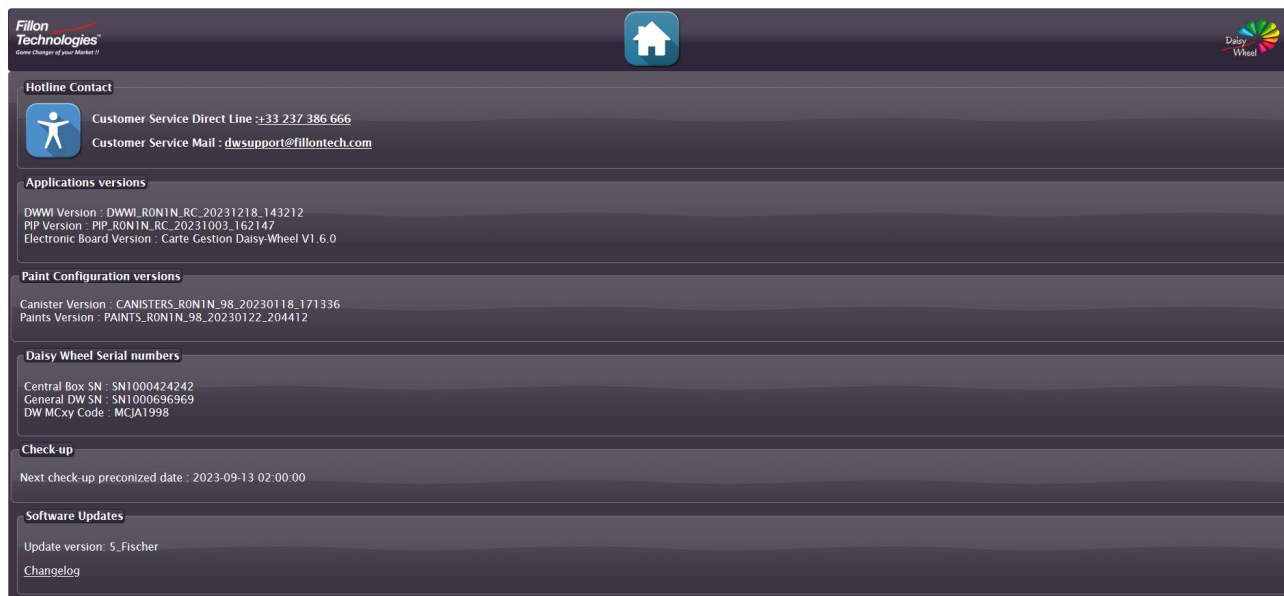 Fillon
Technologies™
Game Changer of your Market !!
Daisy
Wheel
Hotline Contact
Customer Service Direct Line :+33 237 386 666
Customer Service Mail : dwsupport@fillontech.com
Applications versions
DWWI Version : DWWI_R0N1N_RC_20231218_143212
PIP Version : PIP_R0N1N_RC_20231003_162147
Electronic Board Version : Carte Gestion Daisy-Wheel V1.6.0
Paint Configuration versions
Canister Version : CANISTERS_R0N1N_98_20230118_171336
Paints Version : PAINTS_R0N1N_98_20230122_204412
Daisy Wheel Serial numbers
Central Box SN : SN1000424242
General DW SN : SN1000696969
DW MCxy Code : MCJA1998
Check-up
Next check-up preconized date : 2023-09-13 02:00:00
Software Updates
Update version: 5_Fischer
Changelog